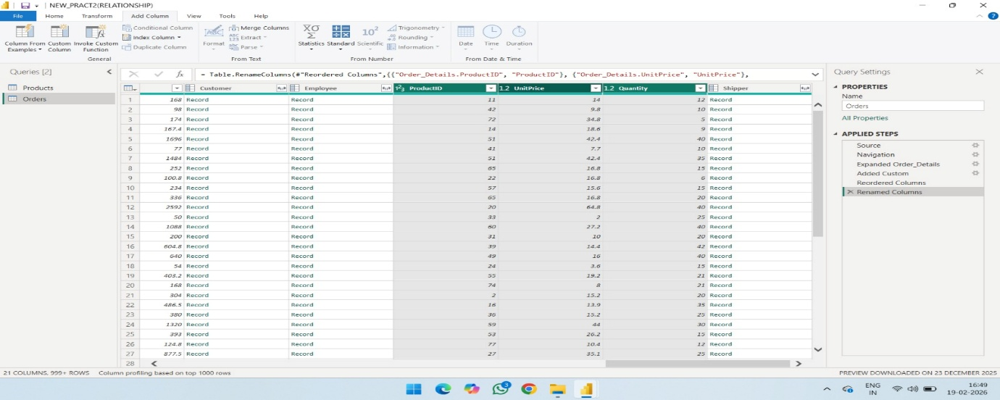 NEW_PRACT2(RELATIONSHIP)
File Home Transform Add Column View Tools Help
Column From Examples Custom Column Invoke Custom Function
Conditional Column
Index Column
Duplicate Column
General
Format
Merge Columns
Extract
Parse
From Text
Statistics Standard Scientific
Trigonometry
Rounding
Information
From Number
Date Time Duration
From Date & Time
Queries [2]
Products
Orders
= Table.RenameColumns(#"Reordered Columns",{{"Order_Details.ProductID", "ProductID"}, {"Order_Details.UnitPrice", "UnitPrice"},
Customer Employee ProductID 1.2 UnitPrice 1.2 Quantity Shipper
1 168 Record Record 11 14 12 Record
2 98 Record Record 42 9.8 10 Record
3 174 Record Record 72 34.8 5 Record
4 167.4 Record Record 14 18.6 9 Record
5 1696 Record Record 51 42.4 40 Record
6 77 Record Record 41 7.7 10 Record
7 1484 Record Record 51 42.4 35 Record
8 252 Record Record 65 16.8 15 Record
9 100.8 Record Record 22 16.8 6 Record
10 234 Record Record 57 15.6 15 Record
11 336 Record Record 65 16.8 20 Record
12 2592 Record Record 20 64.8 40 Record
13 50 Record Record 33 2 25 Record
14 1088 Record Record 60 27.2 40 Record
15 200 Record Record 31 10 20 Record
16 604.8 Record Record 39 14.4 42 Record
17 640 Record Record 49 16 40 Record
18 54 Record Record 24 3.6 15 Record
19 403.2 Record Record 55 19.2 21 Record
20 168 Record Record 74 8 21 Record
21 304 Record Record 2 15.2 20 Record
22 486.5 Record Record 16 13.9 35 Record
23 380 Record Record 36 15.2 25 Record
24 1320 Record Record 59 44 30 Record
25 393 Record Record 53 26.2 15 Record
26 124.8 Record Record 77 10.4 12 Record
27 877.5 Record Record 27 35.1 25 Record
28
Query Settings
PROPERTIES
Name
Orders
All Properties
APPLIED STEPS
Source
Navigation
Expanded Order_Details
Added Custom
Reordered Columns
Renamed Columns
21 COLUMNS, 999+ ROWS Column profiling based on top 1000 rows
PREVIEW DOWNLOADED ON 23 DECEMBER 2025
3
ENG
IN
16:49
19-02-2026